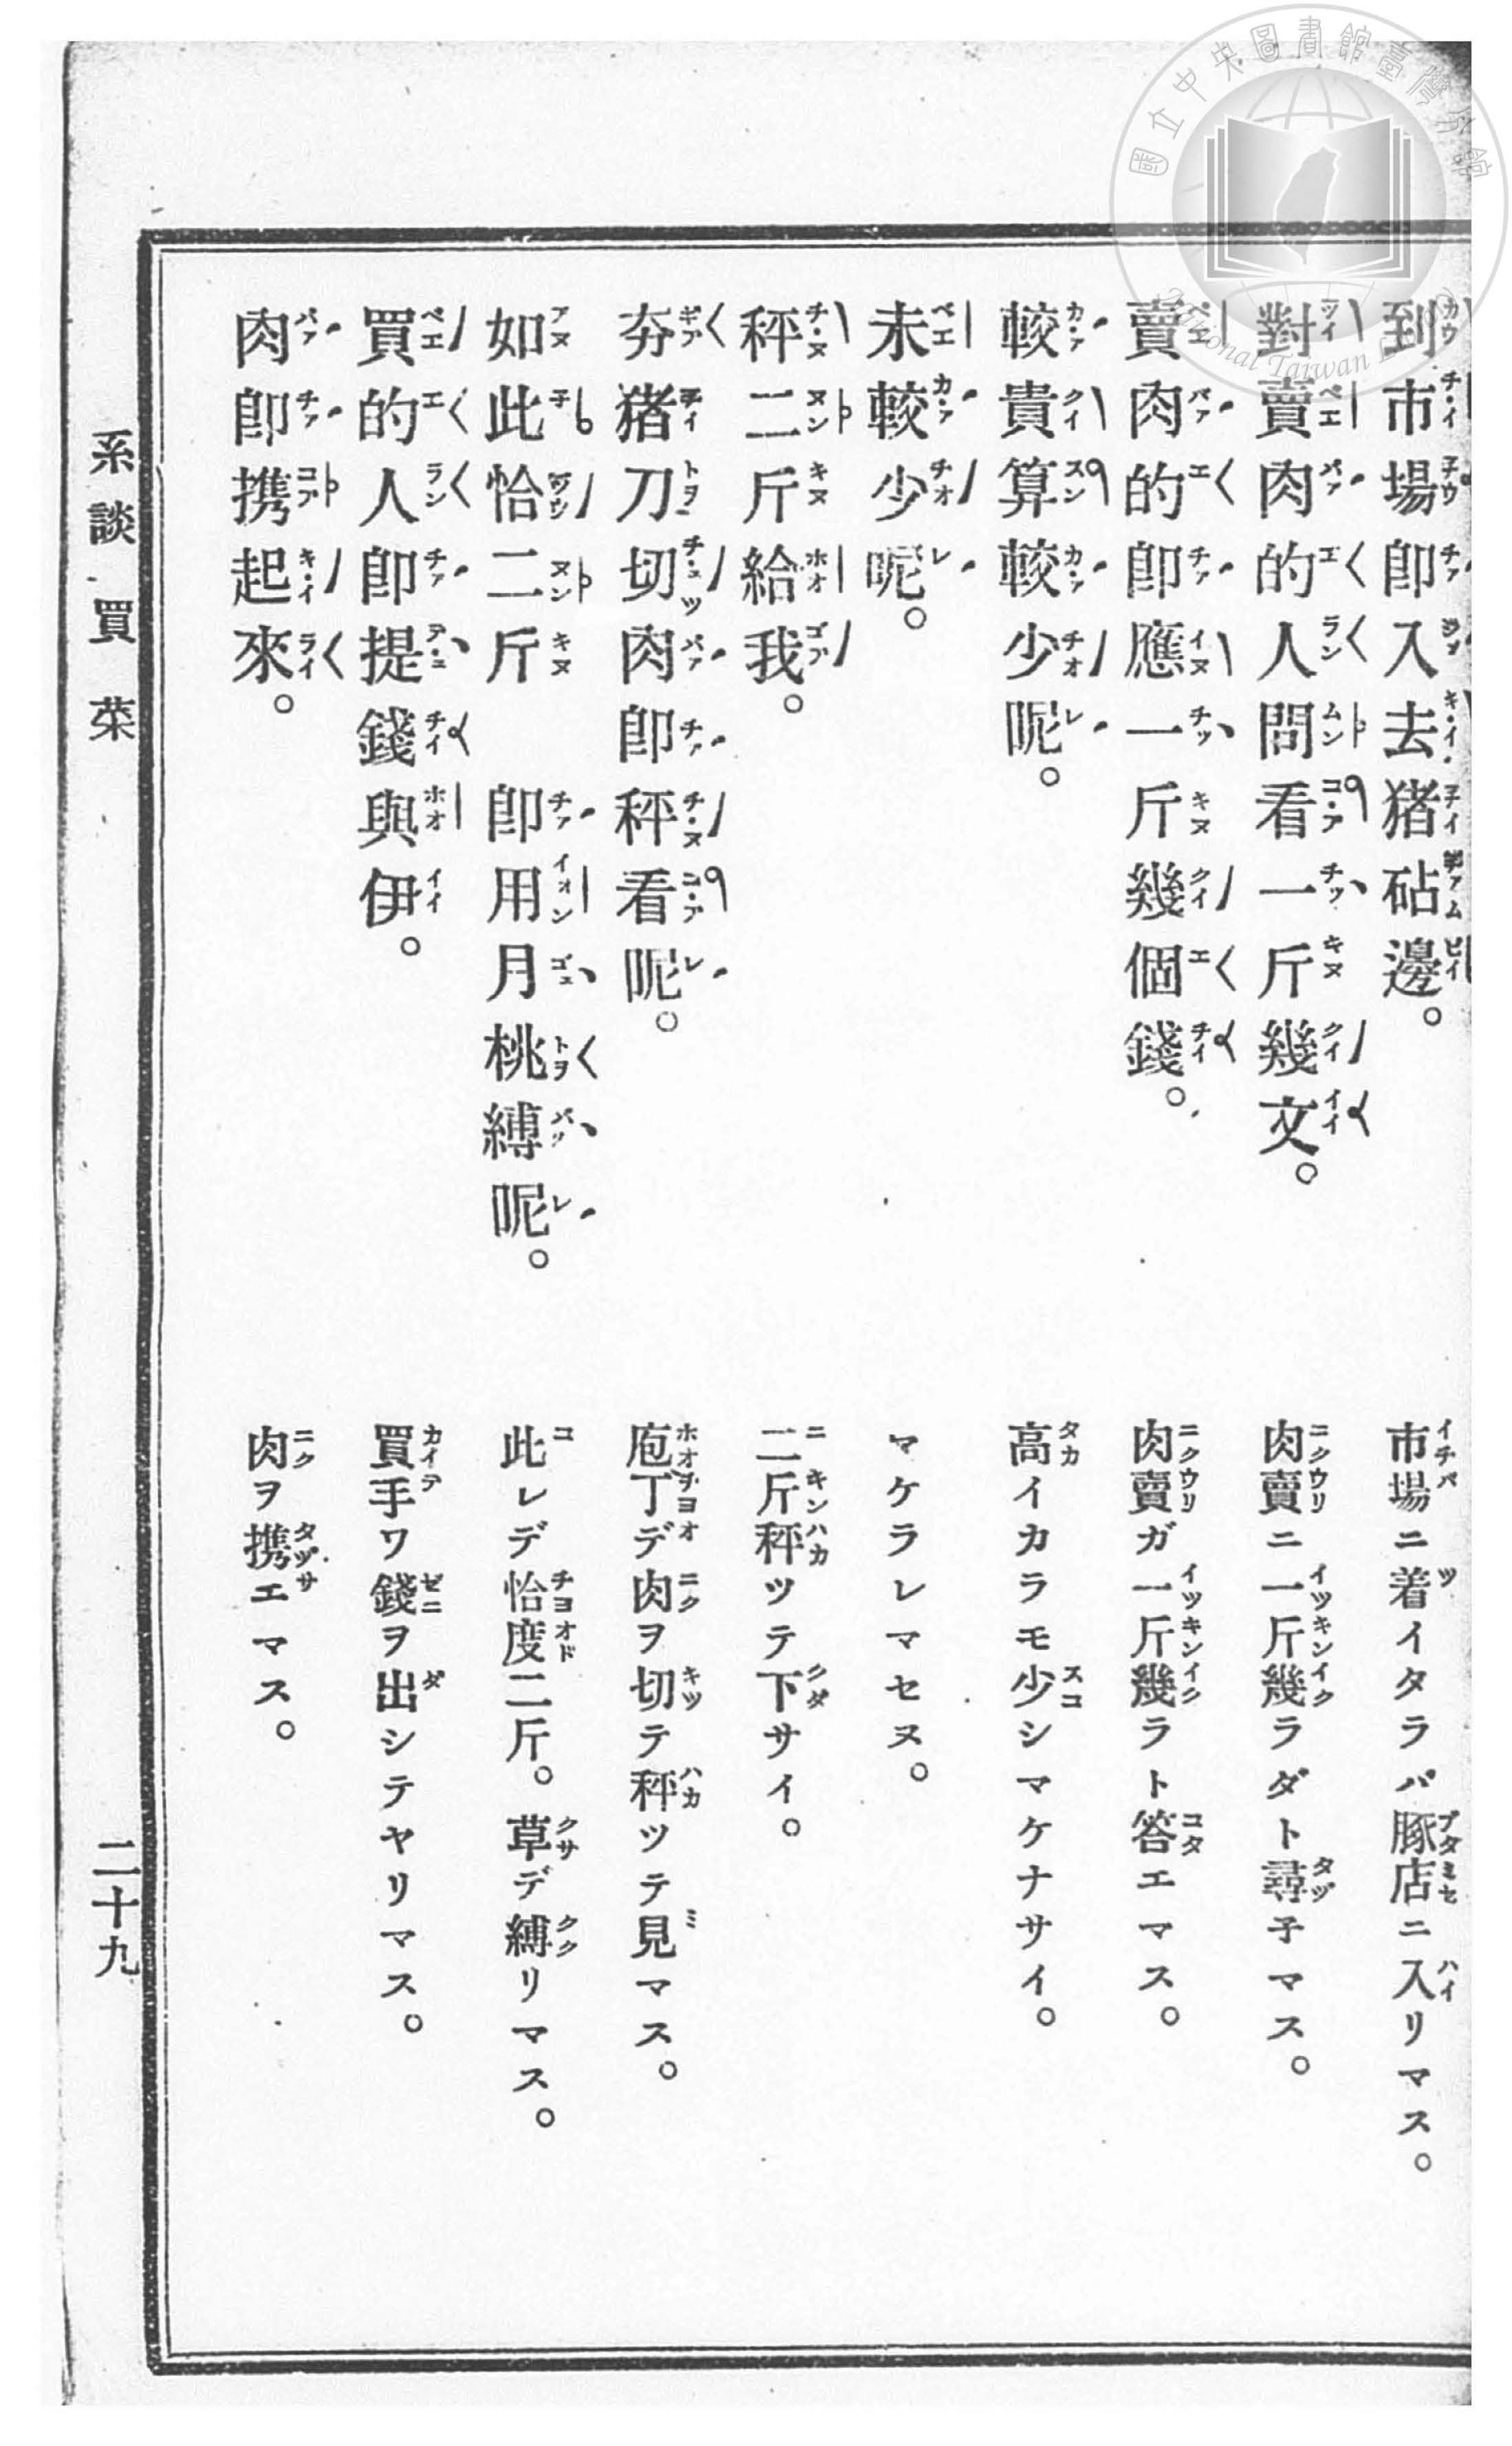 到市場卽入去猪砧邊。
市場ニ着イタラバ豚店ニ入リマス。
對賣肉的人問看一斤幾文。
肉賣ニ一斤幾ラダト尋子マス。
賣肉的卽應一斤幾個錢。
肉賣ガ一斤幾ラト答エマス。
較貴算較少呢。
高イカラモ少シマケナサイ。
未較少呢。
マケラレマセヌ。
秤二斤給我。
二斤秤ツテ下サイ。
夯猪刀切肉卽秤看呢。
庖丁デ肉ヲ切テ秤ツテ見マス。
如此恰二斤 卽用月桃縛呢。
此レデ恰度二斤。草デ縛リマス。
買的人卽提錢與伊。
買手ワ錢ヲ出シテヤリマス。
肉卽携起來。
肉ヲ携エマス。
系談 買菜
二十九
國立中央圖書館臺灣分館
National Taiwan L